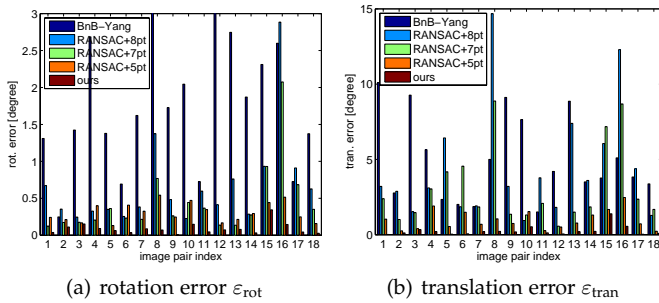 3
2.5
2
1.5
1
0.5
0
rot. error [degree]
BnB−Yang
RANSAC+8pt
RANSAC+7pt
RANSAC+5pt
ours
1 2 3 4 5 6 7 8 9 10 11 12 13 14 15 16 17 18
image pair index
(a) rotation error εrot
15
10
5
0
tran. error [degree]
BnB−Yang
RANSAC+8pt
RANSAC+7pt
RANSAC+5pt
ours
1 2 3 4 5 6 7 8 9 10 11 12 13 14 15 16 17 18
image pair index
(b) translation error εtran